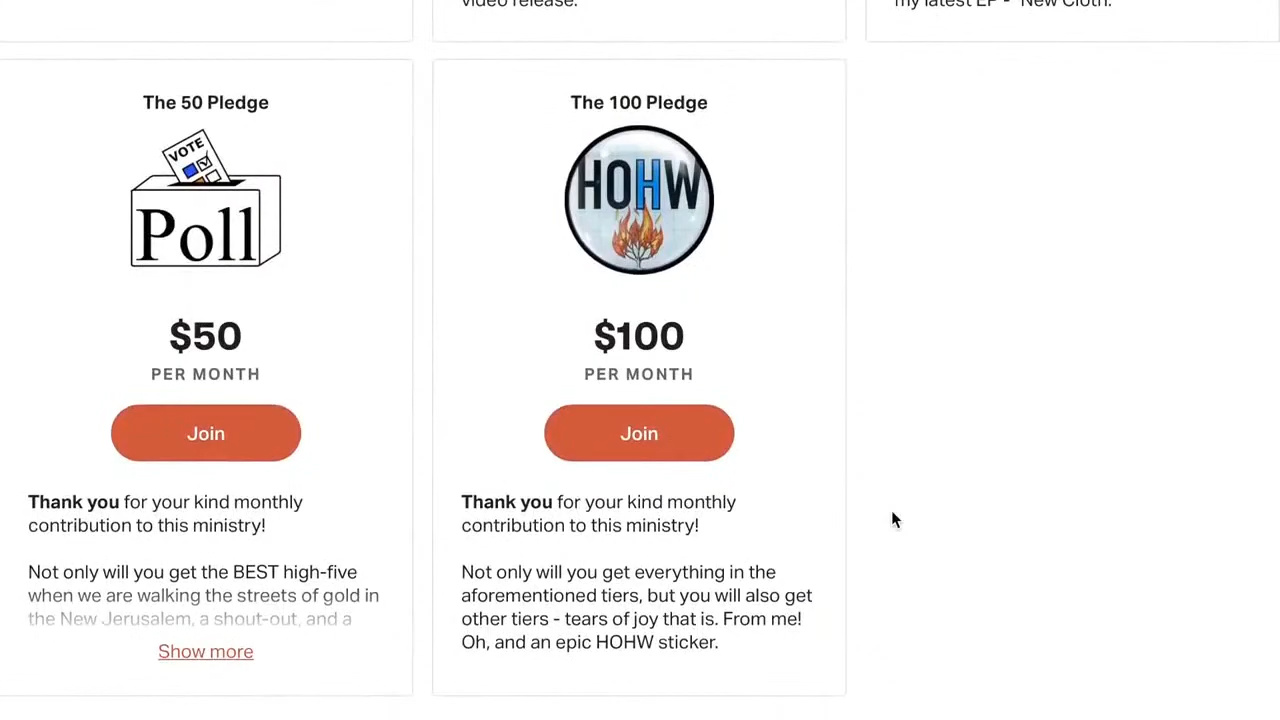 video release.
my latest EP - "New Cloth."
The 50 Pledge
VOTE
Poll
$50
PER MONTH
Join
Thank you for your kind monthly
contribution to this ministry!
Not only will you get the BEST high-five
when we are walking the streets of gold in
the New Jerusalem, a shout-out, and a
Show more
The 100 Pledge
HOHW
$100
PER MONTH
Join
Thank you for your kind monthly
contribution to this ministry!
Not only will you get everything in the
aforementioned tiers, but you will also get
other tiers - tears of joy that is. From me!
Oh, and an epic HOHW sticker.